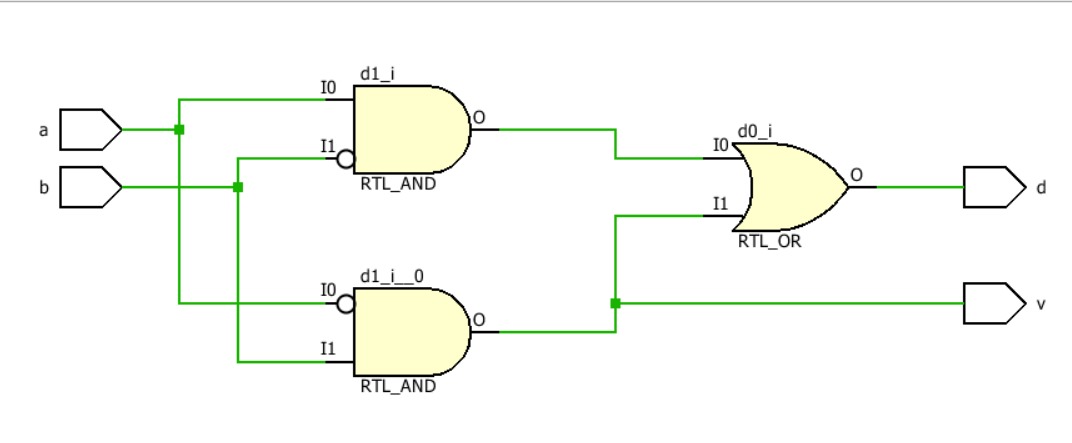 d1_i
I0
a
O
I1
RTL_AND
b
d0_i
I0
I1
O
RTL_OR
d
d1_i__0
I0
I1
O
RTL_AND
v